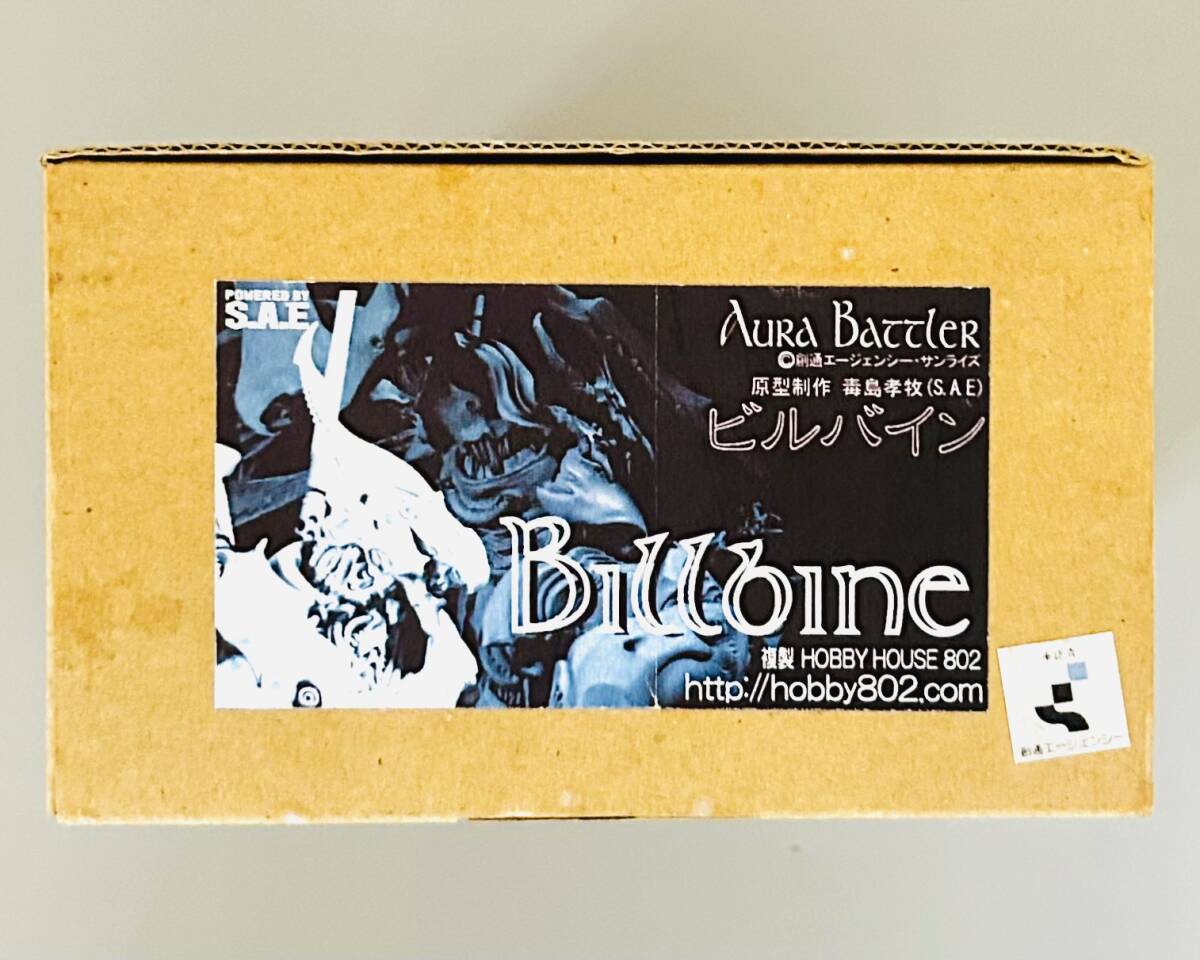 POWERED BY
S.A.E
AURA BATTLER
©創通エージェンシー・サンライズ
原型制作 毒島孝牧(S.A.E)
ビルバイン
Billbine
複製 HOBBY HOUSE 802
http://hobby802.com
創通エージェンシー